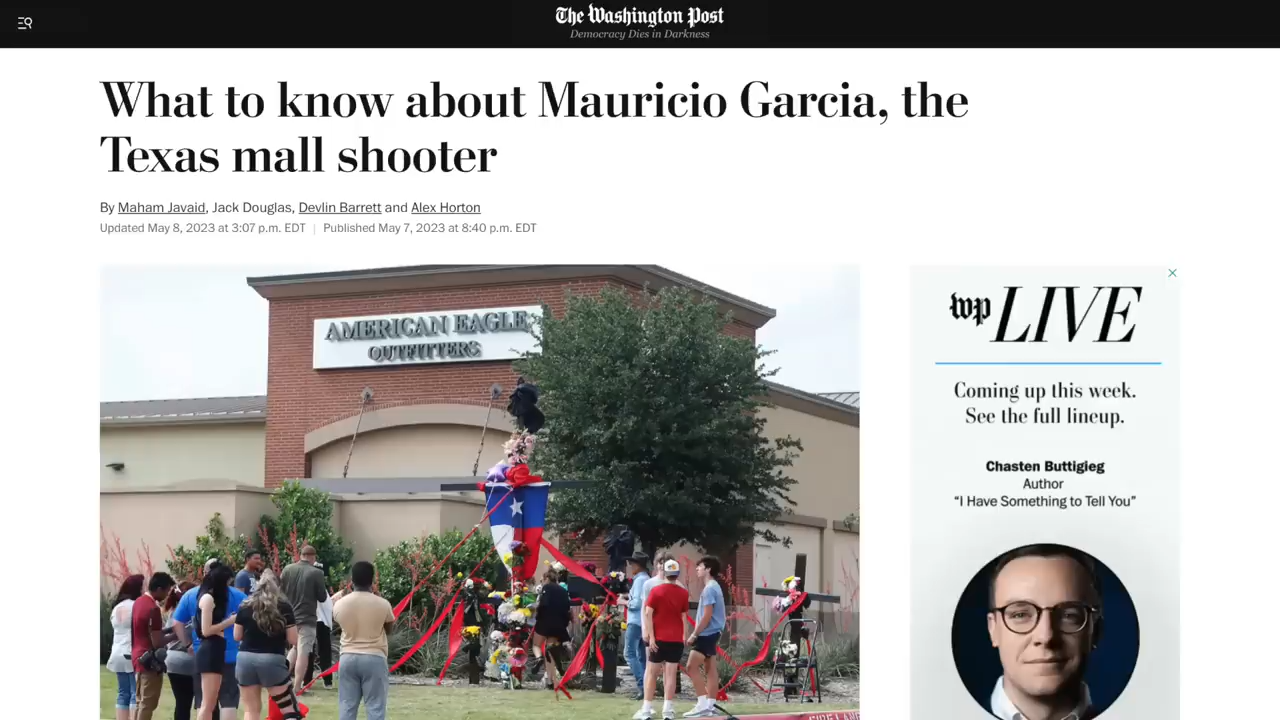 The Washington Post
Democracy Dies in Darkness
What to know about Mauricio Garcia, the
Texas mall shooter
By Maham Javaid, Jack Douglas, Devlin Barrett and Alex Horton
Updated May 8, 2023 at 3:07 p.m. EDT | Published May 7, 2023 at 8:40 p.m. EDT
AMERICAN EAGLE
OUTFITTERS
wp LIVE
Coming up this week.
See the full lineup.
Chasten Buttigieg
Author
“I Have Something to Tell You”